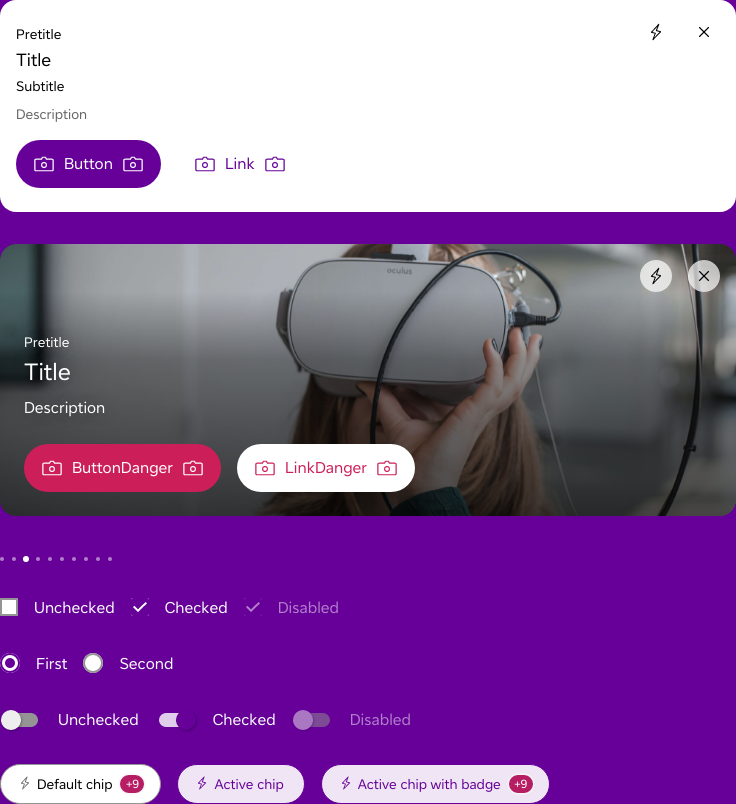 Pretitle
Title
Subtitle
Description
Button Link
oculus
Pretitle
Title
Description
ButtonDanger LinkDanger
Unchecked Checked Disabled
First Second
Unchecked Checked Disabled
Default chip +9 Active chip Active chip with badge +9